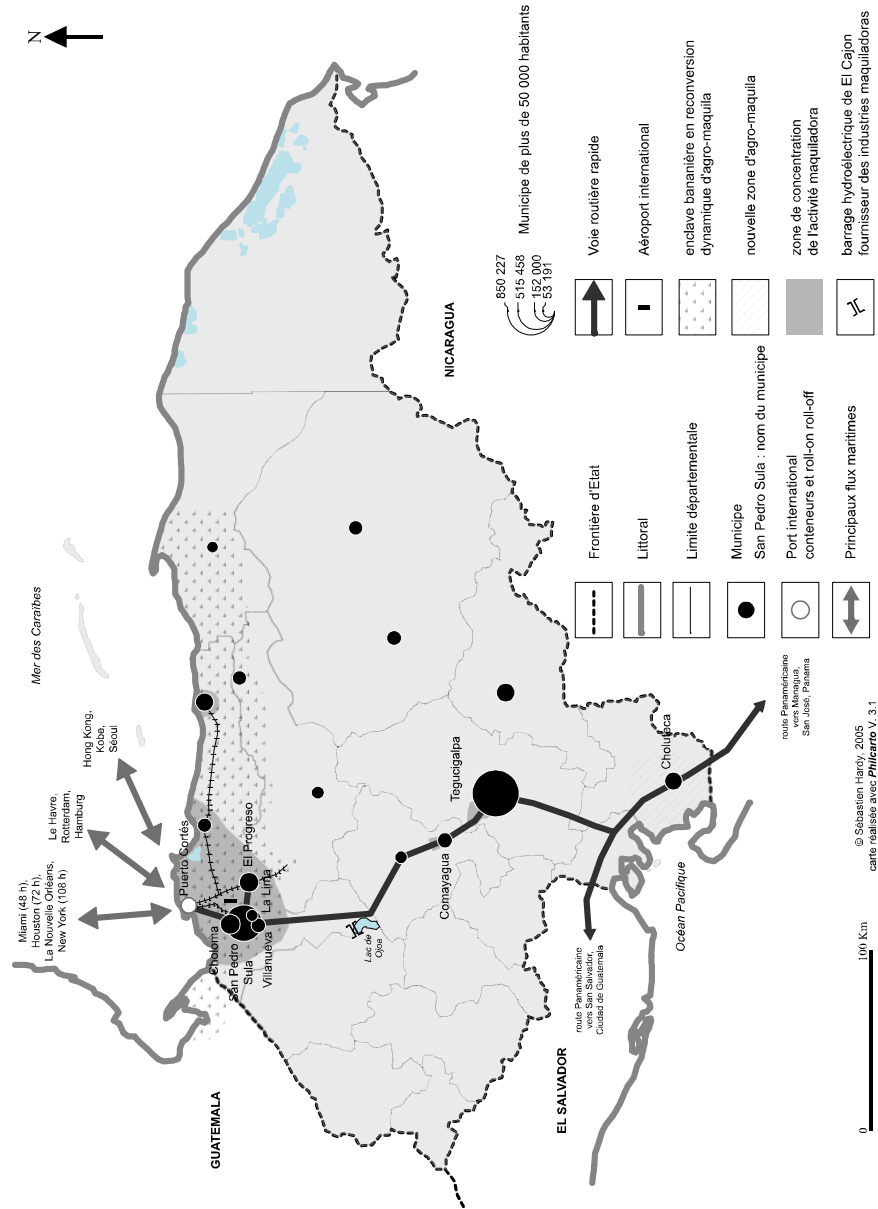 N
Mer des Caraïbes
Miami (48 h),
Houston (72 h),
La Nouvelle Orléans,
New York (108 h)
Le Havre,
Rotterdam,
Hamburg
Hong Kong,
Kobe,
Séoul
GUATEMALA
Puerto Cortés
Choloma
San Pedro
Sula
Villanueva
La Lima
El Progreso
Lac de
Ojoa
Comayagua
Tegucigalpa
NICARAGUA
EL SALVADOR
route Panaméricaine
vers San Salvador,
Ciudad de Guatemala
Océan Pacifique
Choluteca
route Panaméricaine
vers Managua,
San José, Panama
Frontière d'Etat
Littoral
Limite départementale
Municipe
San Pedro Sula : nom du municipe
Port international
conteneurs et roll-on roll-off
Principaux flux maritimes
850 227
515 458
152 000
53 191
Municipe de plus de 50 000 habitants
Voie routière rapide
Aéroport international
enclave bananière en reconversion
dynamique d'agro-maquila
nouvelle zone d'agro-maquila
zone de concentration
de l'activité maquiladora
barrage hydroélectrique de El Cajon
fournisseur des industries maquiladoras
0
100 Km
© Sébastien Hardy, 2005
carte réalisée avec Philcarto V. 3.1